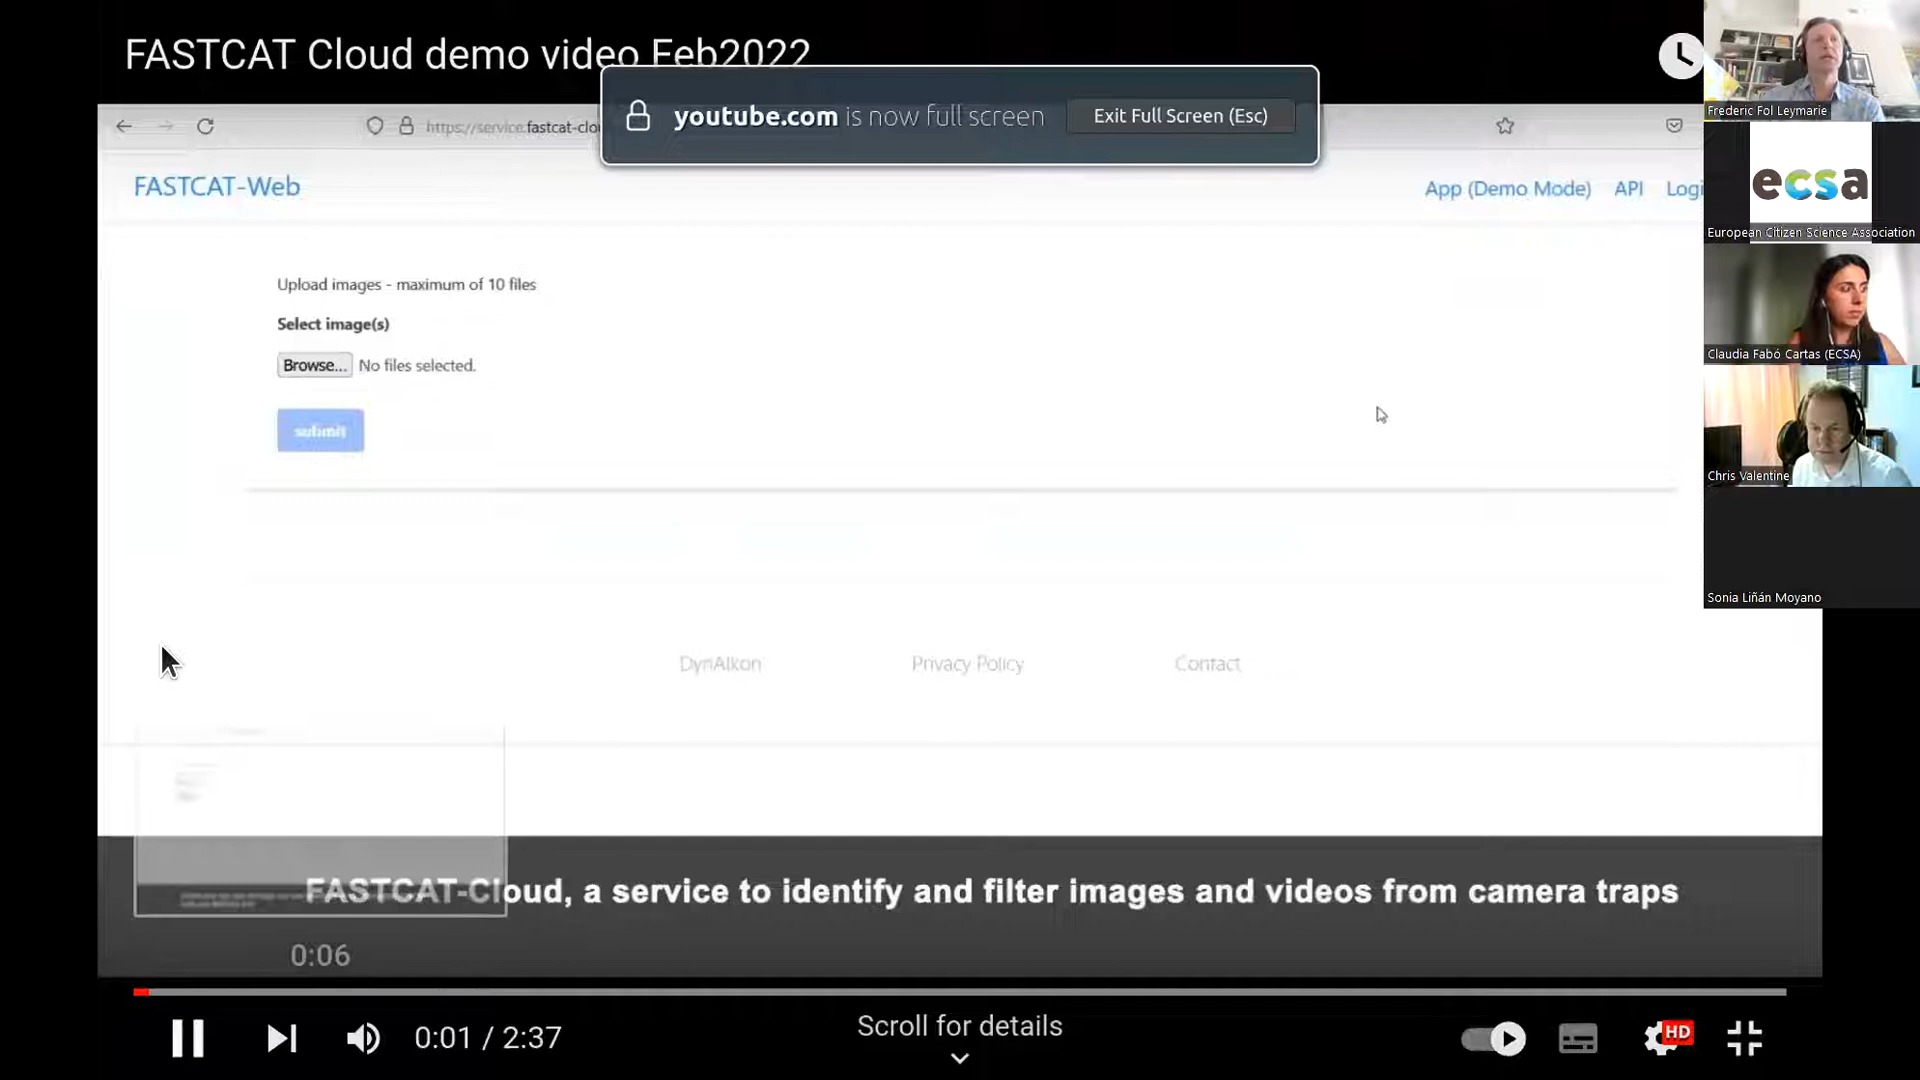 FASTCAT Cloud demo video Feb2022
youtube.com is now full screen
Exit Full Screen (Esc)
https://service.fastcat-clou
FASTCAT-Web
App (Demo Mode)
API
Logi
Upload images - maximum of 10 files
Select image(s)
Browse...
No files selected.
submit
DynAIkon
Privacy Policy
Contact
FASTCAT-Cloud, a service to identify and filter images and videos from camera traps
0:06
0:01 / 2:37
Scroll for details
HD
Frederic Fol Leymarie
ecsa
European Citizen Science Association
Claudia Fabó Cartas (ECSA)
Chris Valentine
Sonia Liñán Moyano